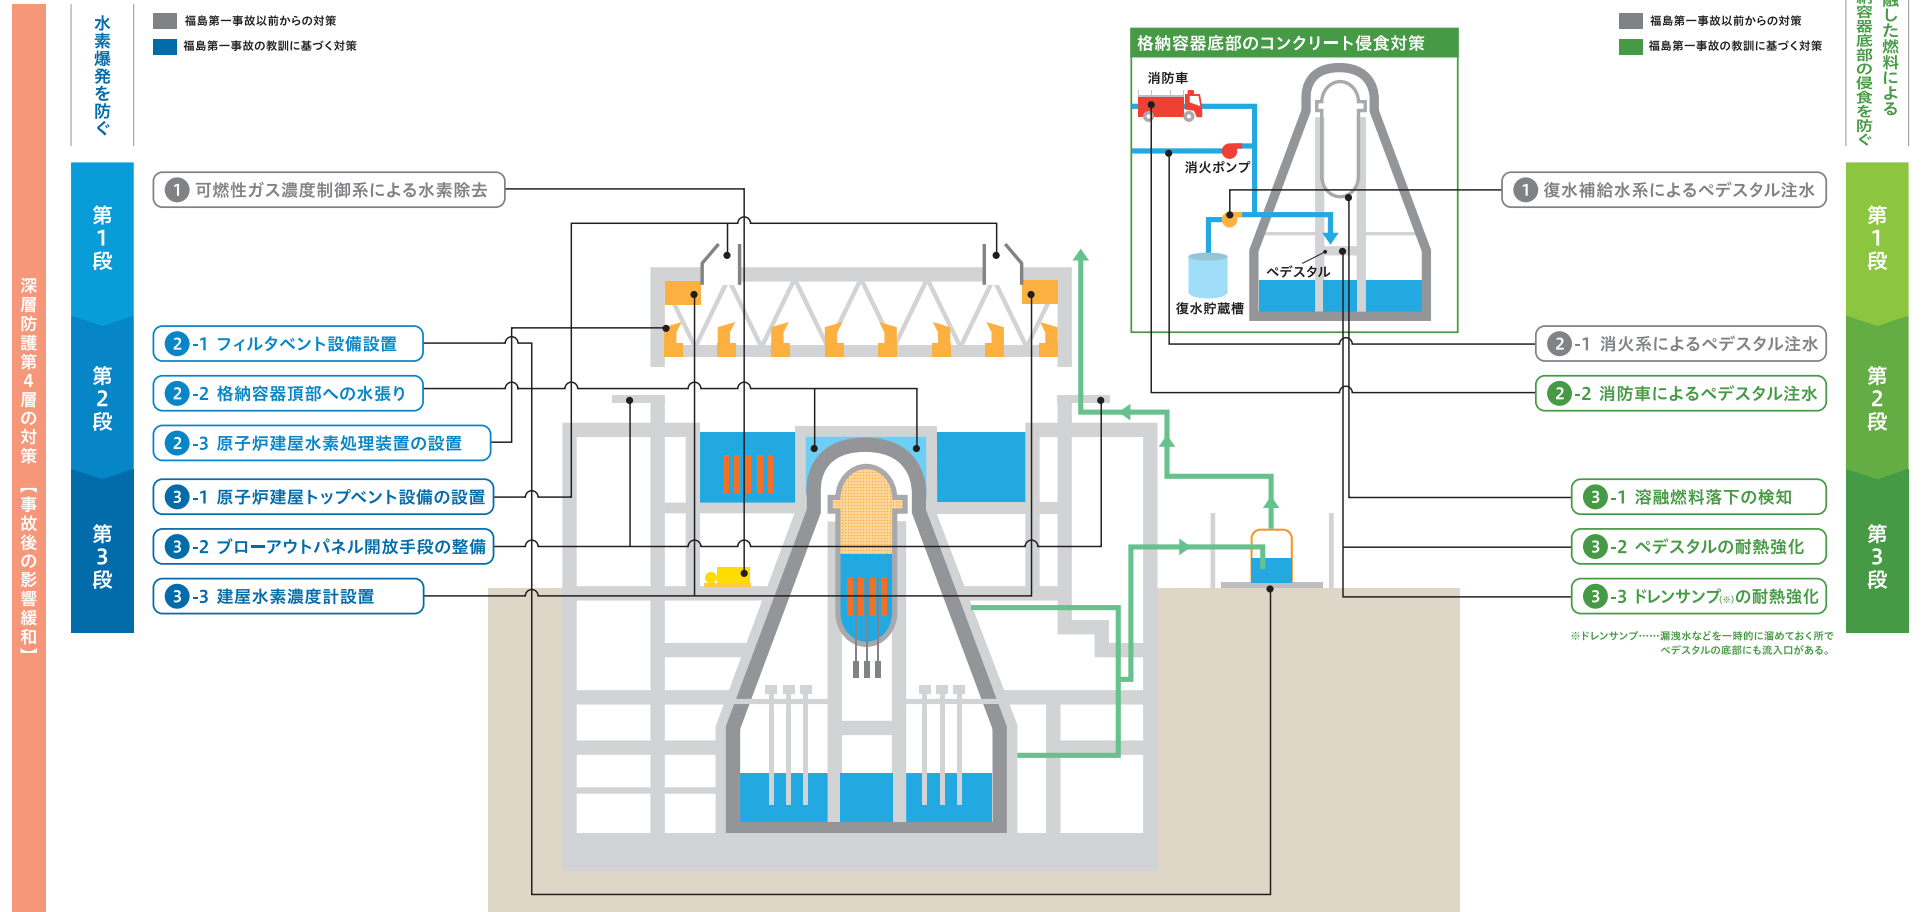 深層防護第4層の対策 【事故後の影響緩和】
水素爆発を防ぐ
福島第一事故以前からの対策
福島第一事故の教訓に基づく対策
第1段
第2段
第3段
1 可燃性ガス濃度制御系による水素除去
2-1 フィルタベント設備設置
2-2 格納容器頂部への水張り
2-3 原子炉建屋水素処理装置の設置
3-1 原子炉建屋トップベント設備の設置
3-2 ブローアウトパネル開放手段の整備
3-3 建屋水素濃度計設置
格納容器底部のコンクリート侵食対策
消防車
消火ポンプ
ペデスタル
復水貯蔵槽
福島第一事故以前からの対策
福島第一事故の教訓に基づく対策
融した燃料による
納容器底部の侵食を防ぐ
第1段
第2段
第3段
1 復水補給水系によるペデスタル注水
2-1 消火系によるペデスタル注水
2-2 消防車によるペデスタル注水
3-1 溶融燃料落下の検知
3-2 ペデスタルの耐熱強化
3-3 ドレンサンプ(※)の耐熱強化
※ドレンサンプ……漏洩水などを一時的に溜めておく所で
ペデスタルの底部にも流入口がある。